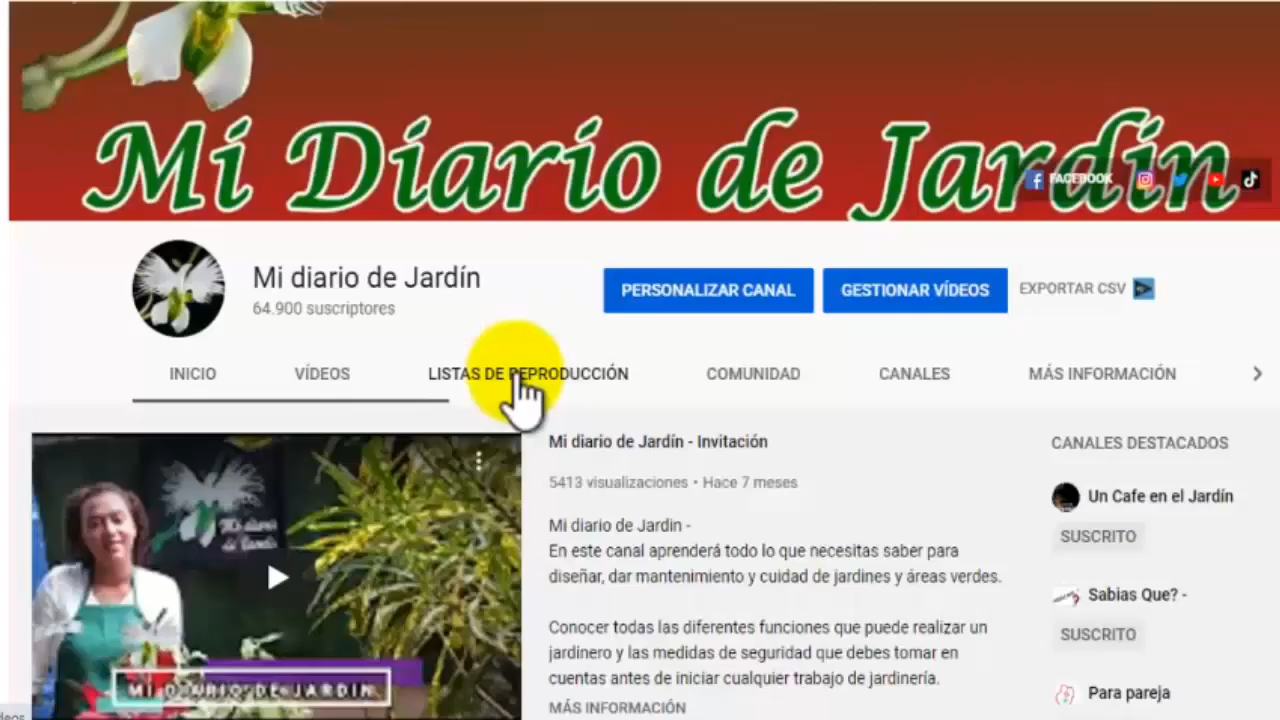 Mi Diario de Jardín
FACEBOOK
Mi diario de Jardín
64.900 suscriptores
PERSONALIZAR CANAL
GESTIONAR VÍDEOS
EXPORTAR CSV
INICIO
VÍDEOS
LISTAS DE REPRODUCCIÓN
COMUNIDAD
CANALES
MÁS INFORMACIÓN
Mi diario de Jardín - Invitación
5413 visualizaciones • Hace 7 meses
Mi diario de Jardin -
En este canal aprenderá todo lo que necesitas saber para
diseñar, dar mantenimiento y cuidad de jardines y áreas verdes.
Conocer todas las diferentes funciones que puede realizar un
jardinero y las medidas de seguridad que debes tomar en
cuentas antes de iniciar cualquier trabajo de jardinería.
MÁS INFORMACIÓN
CANALES DESTACADOS
Un Cafe en el Jardín
SUSCRITO
Sabias Que? -
SUSCRITO
Para pareja
Mi diario
de Jardín
MI DIARIO DE JARDIN